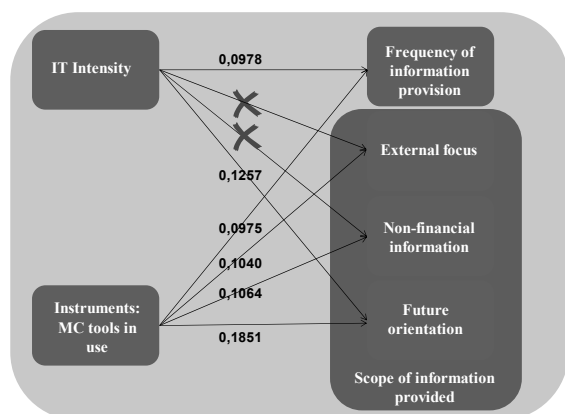 IT Intensity
0,0978
Frequency of
information
provision
External focus
0,1257
0,0975
Non-financial
information
0,1040
0,1064
Instruments:
MC tools in
use
0,1851
Future
orientation
Scope of information
provided